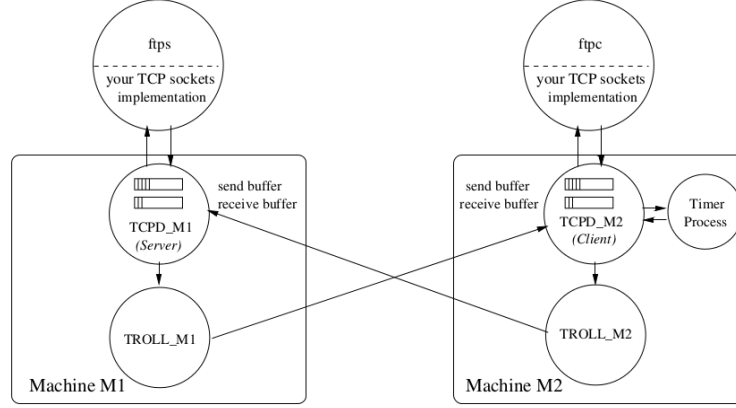 ftps
your TCP sockets
implementation
ftpc
your TCP sockets
implementation
send buffer
receive buffer
TCPD_M1
(Server)
TROLL_M1
Machine M1
send buffer
receive buffer
TCPD_M2
(Client)
Timer
Process
TROLL_M2
Machine M2